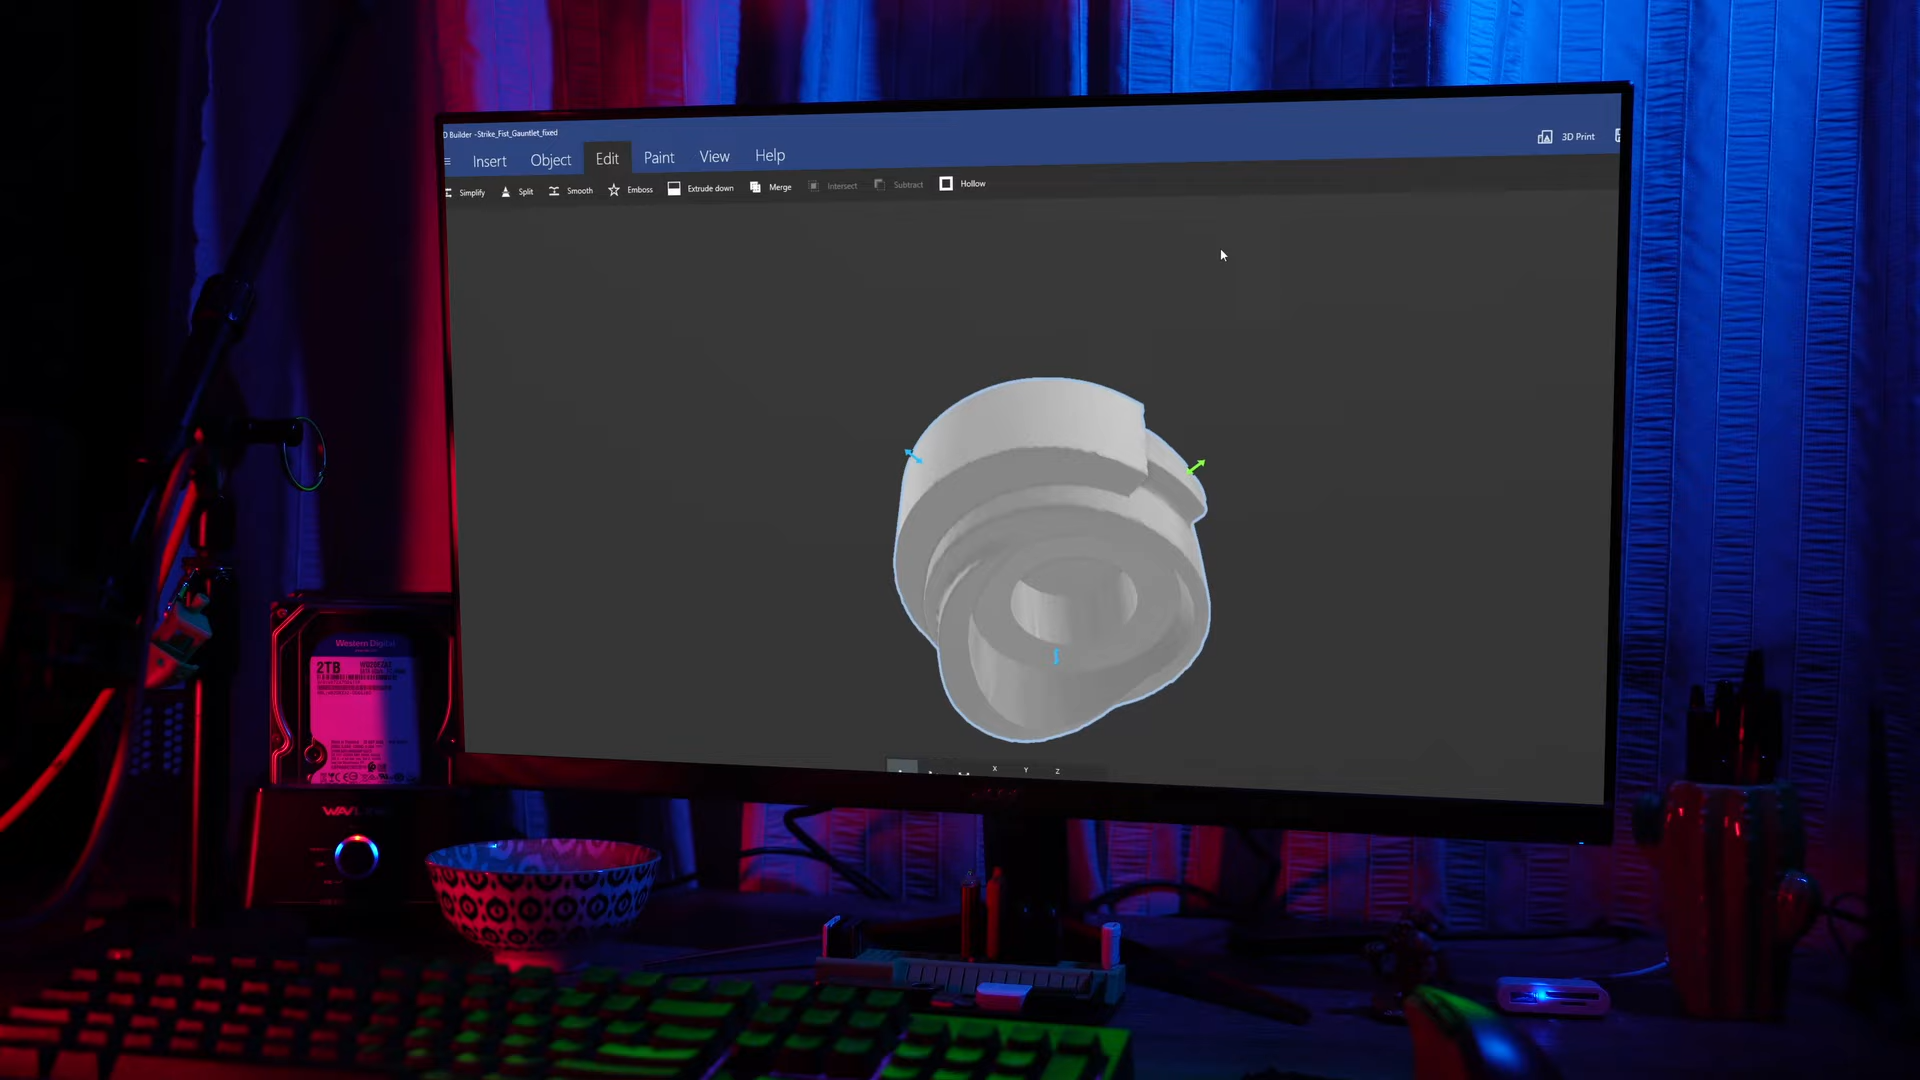 D Builder -Strike_Fist_Gauntlet_fixed
3D Print
Insert Object Edit Paint View Help
Simplify Split Smooth Emboss Extrude down Merge Intersect Subtract Hollow
X Y Z
Western Digital
2TB